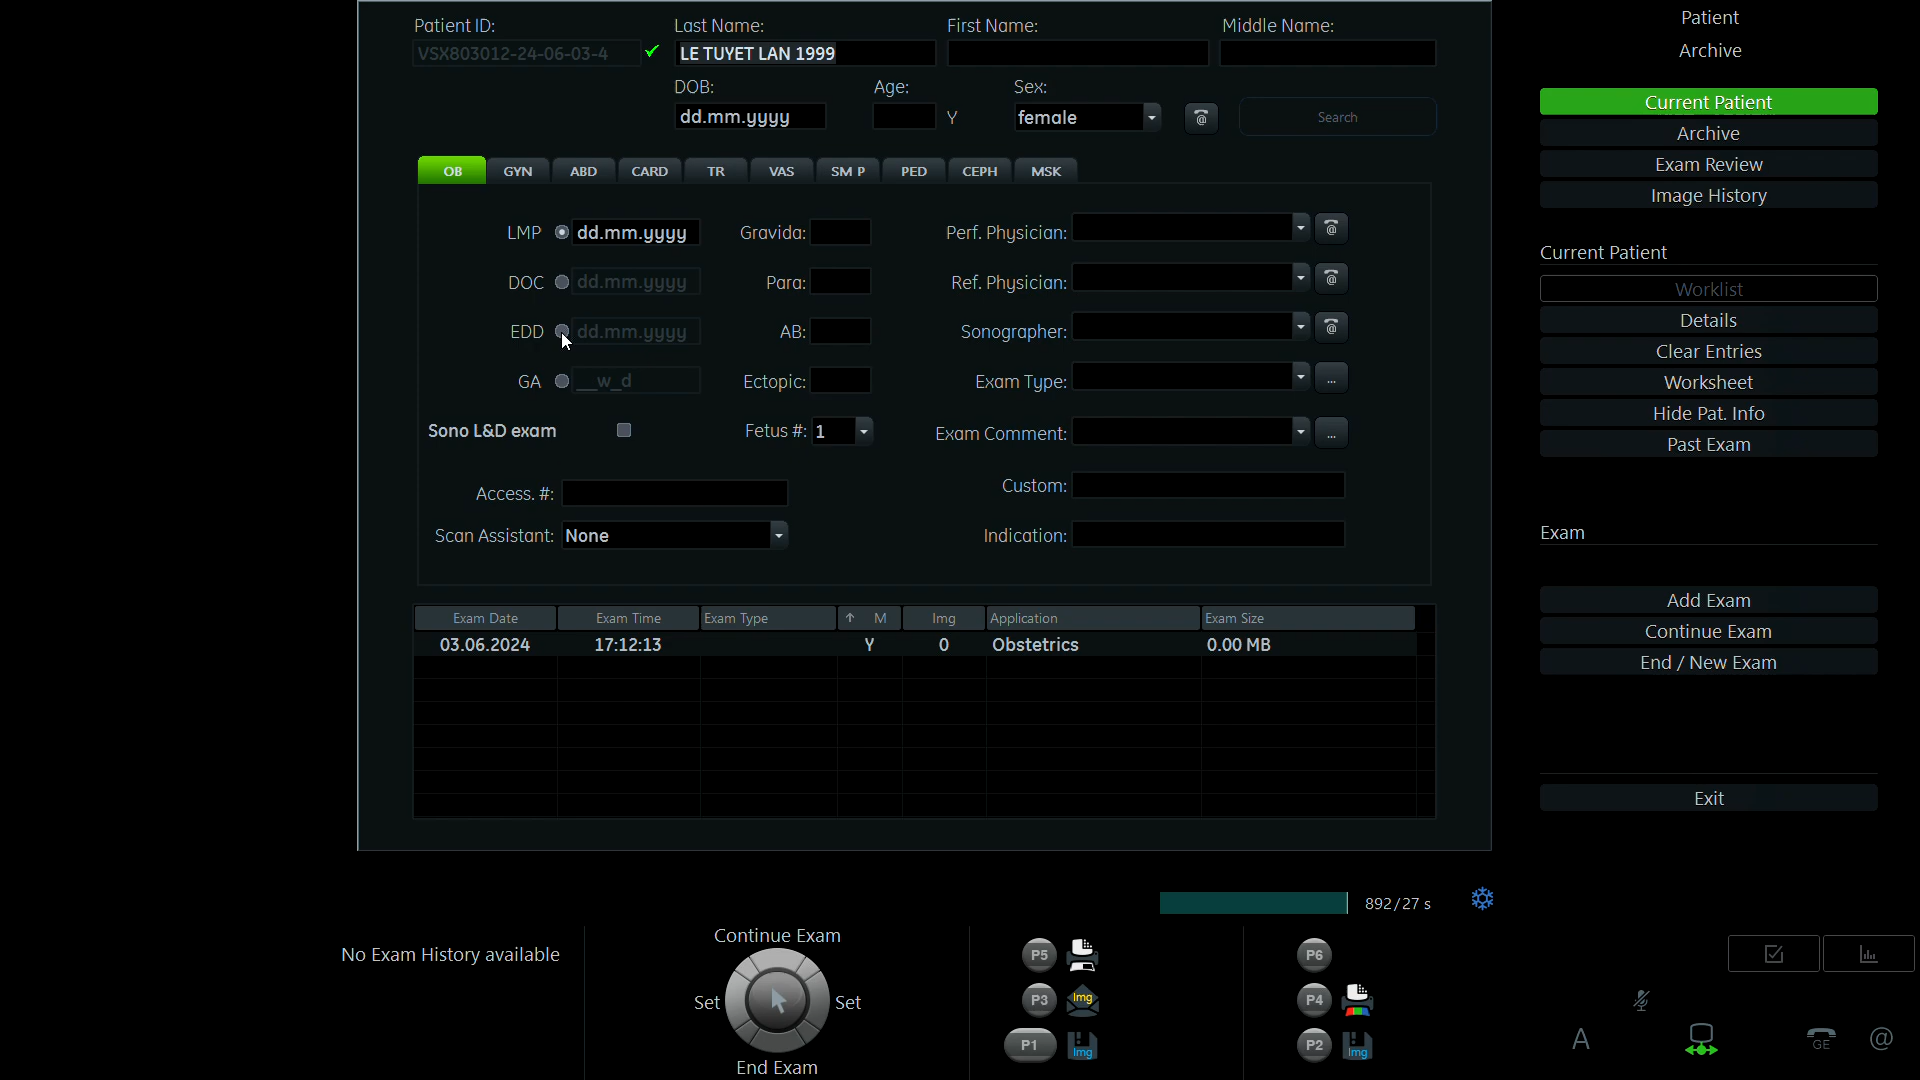 Patient ID: Last Name: First Name: Middle Name:
VSX803012-24-06-03-4 LE TUYET LAN 1999
DOB: Age: Sex:
dd.mm.yyyy Y female @ Search
OB GYN ABD CARD TR VAS SM P PED CEPH MSK
LMP dd.mm.yyyy Gravida: Perf. Physician: @
DOC dd.mm.yyyy Para: Ref. Physician: @
EDD dd.mm.yyyy AB: Sonographer: @
GA __w_d Ectopic: Exam Type: ...
Sono L&D exam Fetus #: 1 Exam Comment: ...
Access. #: Custom:
Scan Assistant: None Indication:
Exam Date Exam Time Exam Type M Img Application Exam Size
03.06.2024 17:12:13 Y 0 Obstetrics 0.00 MB
Patient
Archive
Current Patient
Archive
Exam Review
Image History
Current Patient
Worklist
Details
Clear Entries
Worksheet
Hide Pat. Info
Past Exam
Exam
Add Exam
Continue Exam
End / New Exam
Exit
892/27 s
No Exam History available
Continue Exam
Set Set
End Exam
P5
P3 Img
P1 Img
P6
P4
P2 Img
A GE @